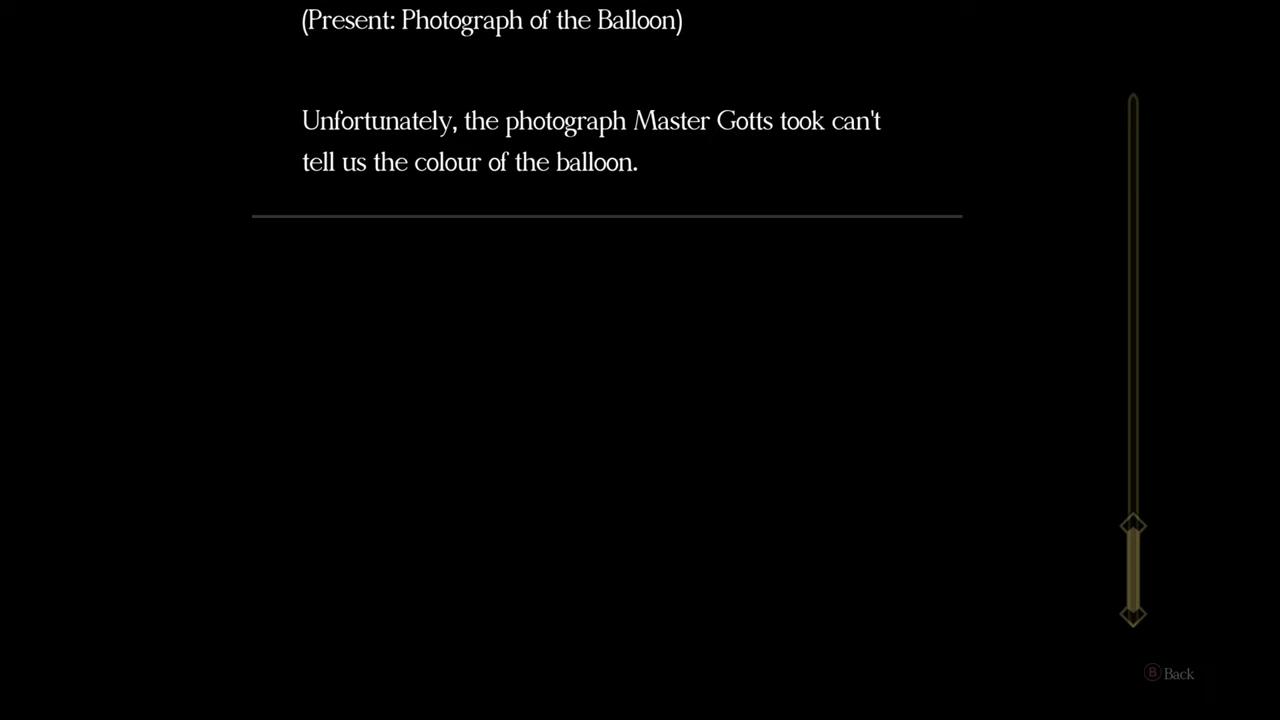 (Present: Photograph of the Balloon)
Unfortunately, the photograph Master Gotts took can't
tell us the colour of the balloon.
B Back